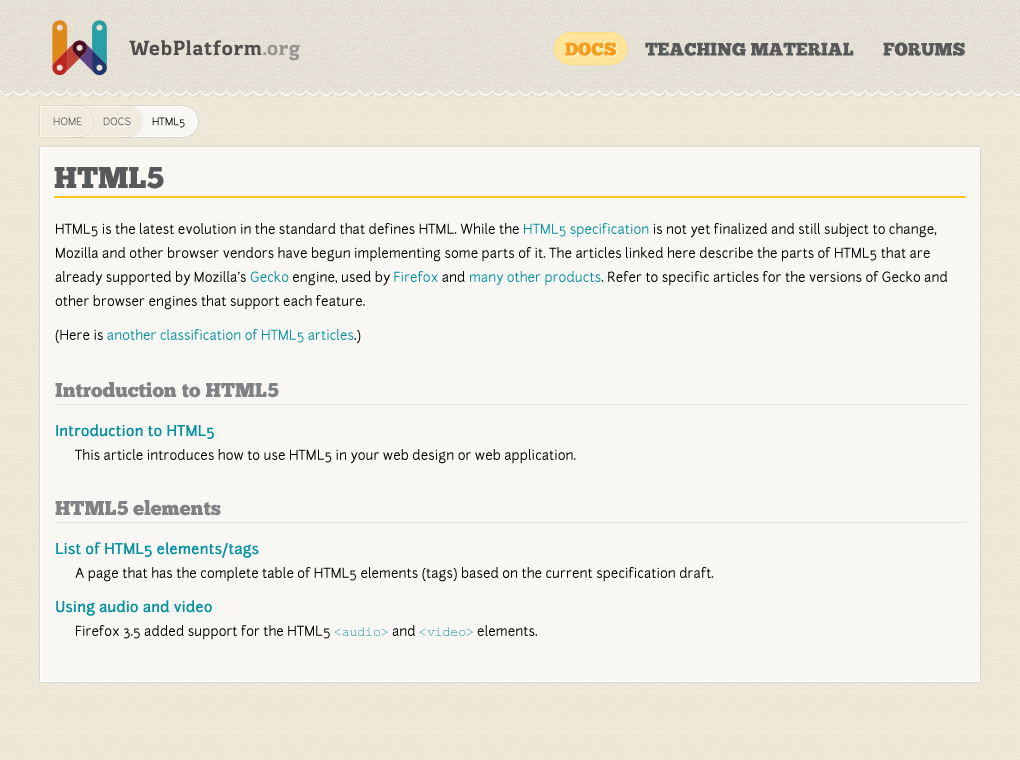 WebPlatform.org
DOCS TEACHING MATERIAL FORUMS
HOME DOCS HTML5
HTML5
HTML5 is the latest evolution in the standard that defines HTML. While the HTML5 specification is not yet finalized and still subject to change,
Mozilla and other browser vendors have begun implementing some parts of it. The articles linked here describe the parts of HTML5 that are
already supported by Mozilla's Gecko engine, used by Firefox and many other products. Refer to specific articles for the versions of Gecko and
other browser engines that support each feature.
(Here is another classification of HTML5 articles.)
Introduction to HTML5
Introduction to HTML5
This article introduces how to use HTML5 in your web design or web application.
HTML5 elements
List of HTML5 elements/tags
A page that has the complete table of HTML5 elements (tags) based on the current specification draft.
Using audio and video
Firefox 3.5 added support for the HTML5 <audio> and <video> elements.